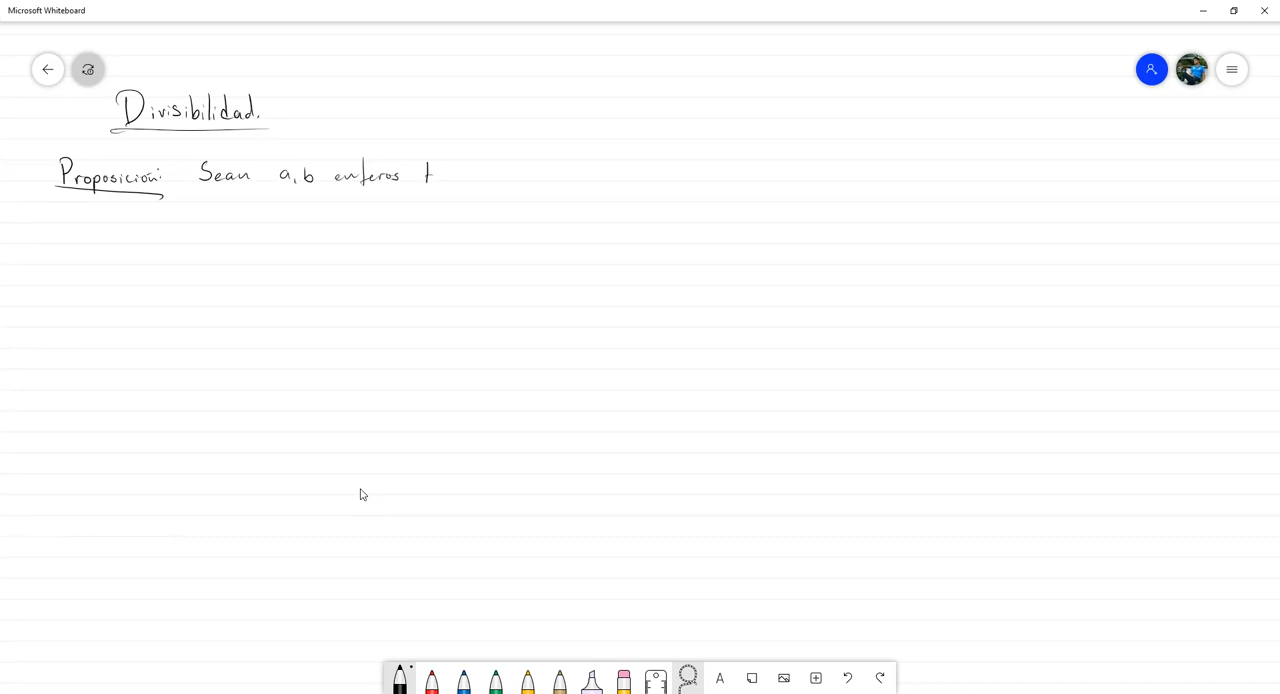 Microsoft Whiteboard
Divisibilidad.
Proposición: Sean a, b enteros t